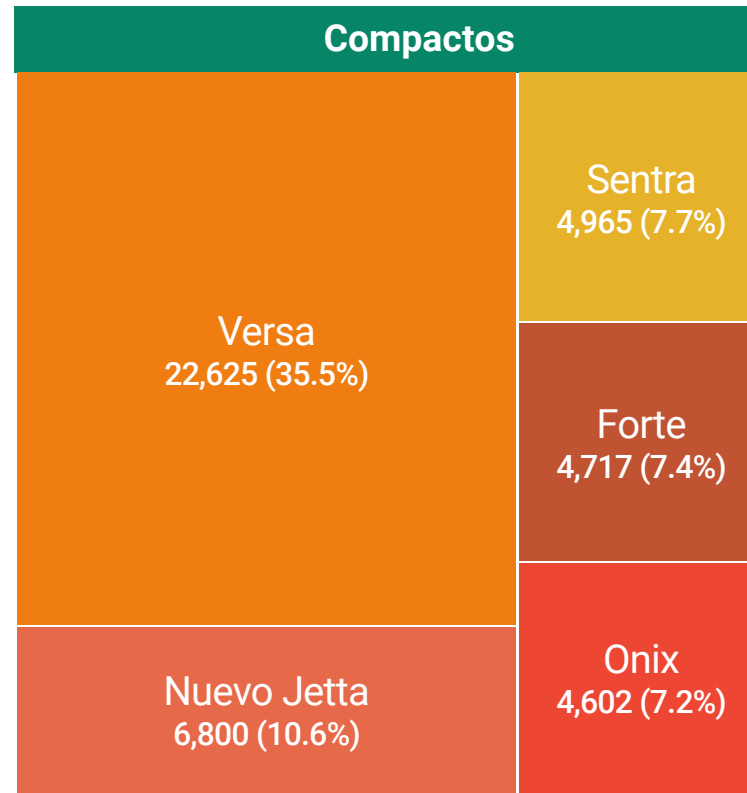 Compactos
Versa
22,625 (35.5%)
Nuevo Jetta
6,800 (10.6%)
Sentra
4,965 (7.7%)
Forte
4,717 (7.4%)
Onix
4,602 (7.2%)